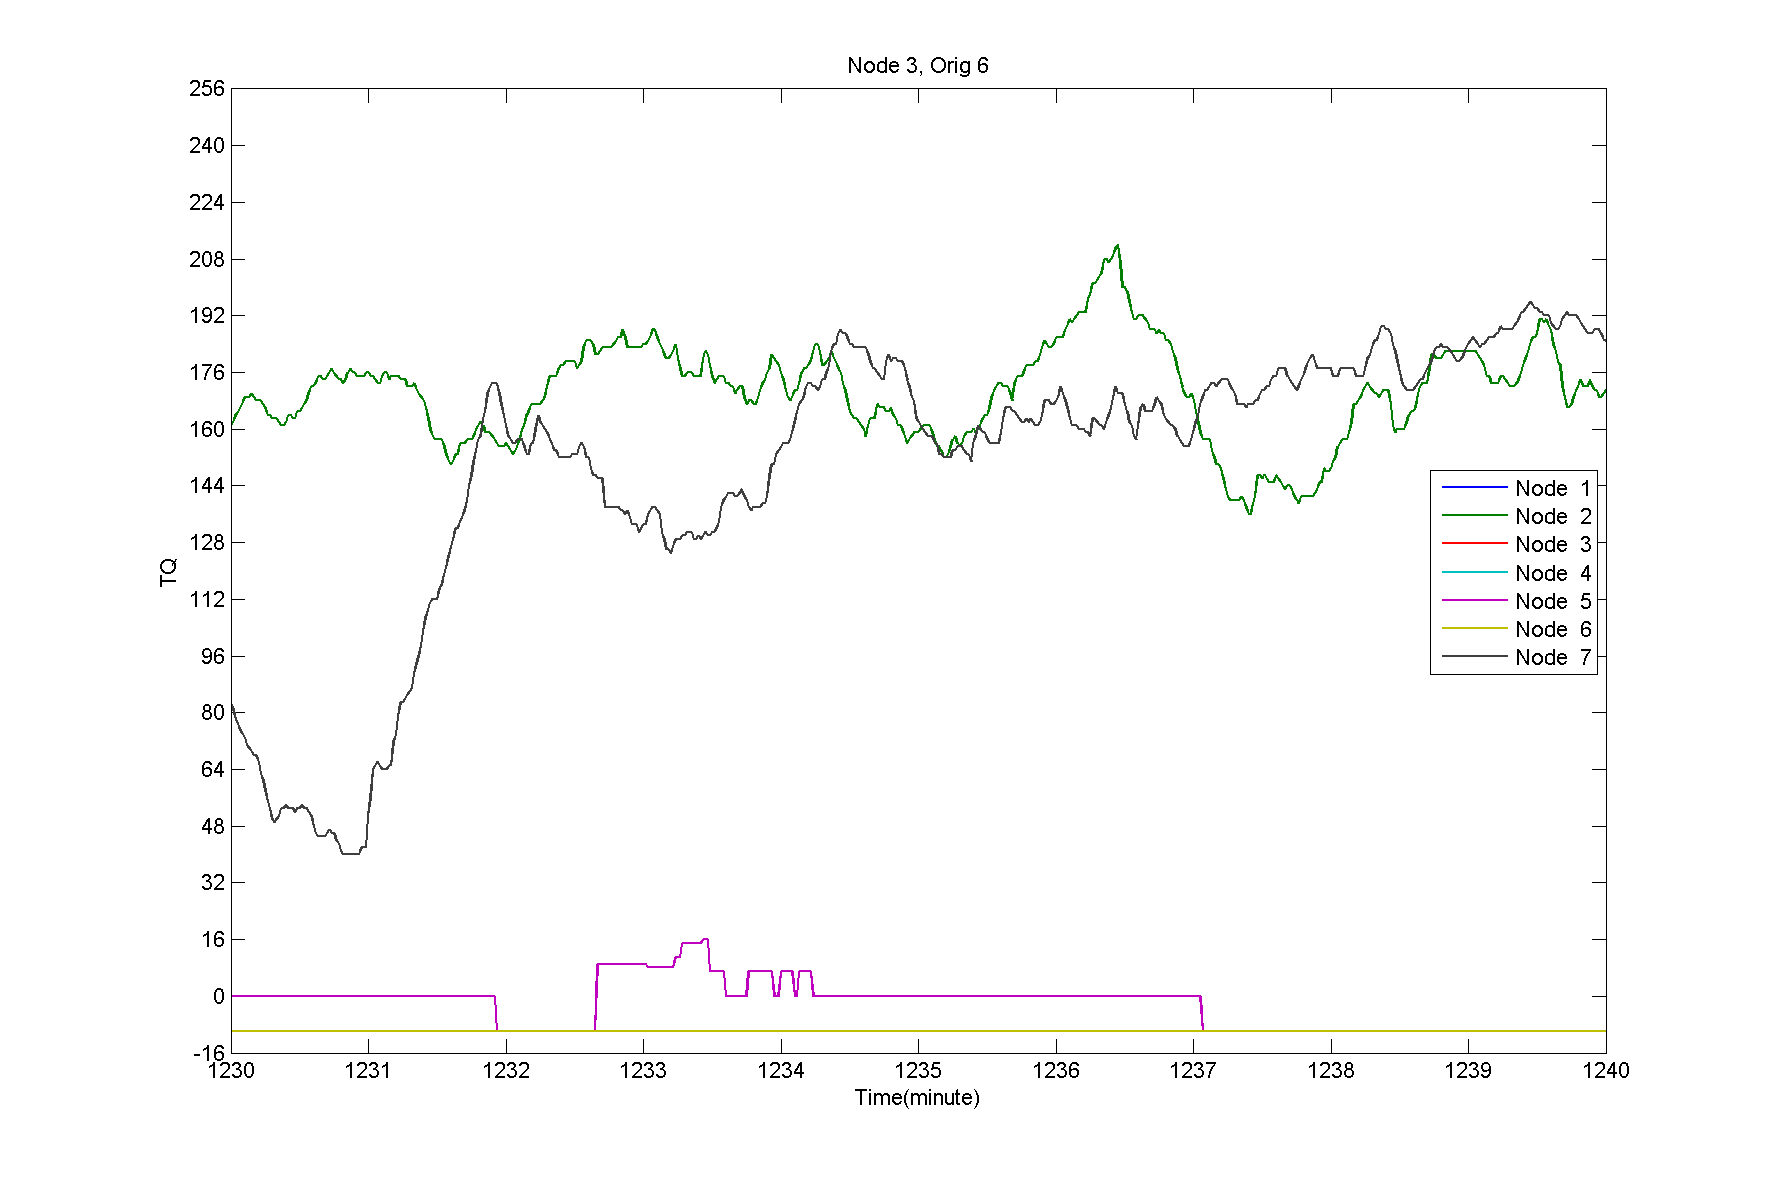 Node 3, Orig 6
256
240
224
208
192
176
160
144
128
112
96
80
64
48
32
16
0
-16
TQ
Node 1
Node 2
Node 3
Node 4
Node 5
Node 6
Node 7
1230 1231 1232 1233 1234 1235 1236 1237 1238 1239 1240
Time(minute)